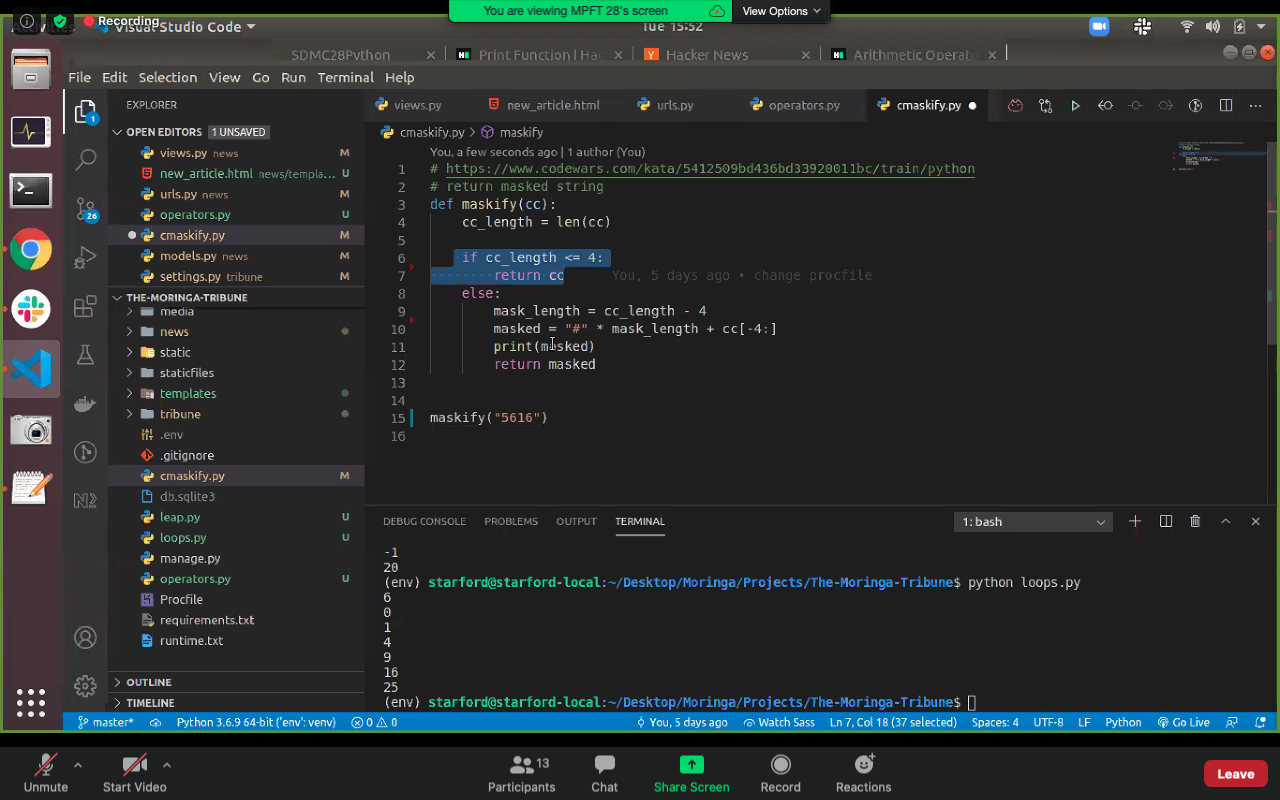 Recording
You are viewing MPFT 28's screen
View Options
Visual Studio Code
Tue 15:52
SDMC28Python
Print Function | Hac
Hacker News
Arithmetic Operat
File Edit Selection View Go Run Terminal Help
EXPLORER
OPEN EDITORS 1 UNSAVED
views.py news M
new_article.html news/templa... U
urls.py news M
operators.py U
cmaskify.py M
models.py news M
settings.py tribune M
THE-MORINGA-TRIBUNE
media
news
static
staticfiles
templates
tribune
.env
.gitignore
cmaskify.py M
db.sqlite3
leap.py U
loops.py U
manage.py
operators.py U
Procfile
requirements.txt
runtime.txt
OUTLINE
TIMELINE
1
26
views.py new_article.html urls.py operators.py cmaskify.py
cmaskify.py > maskify
You, a few seconds ago | 1 author (You)
1 # https://www.codewars.com/kata/5412509bd436bd33920011bc/train/python
2 # return masked string
3 def maskify(cc):
4 cc_length = len(cc)
5
6 if cc_length <= 4:
7 return cc You, 5 days ago • change procfile
8 else:
9 mask_length = cc_length - 4
10 masked = "#" * mask_length + cc[-4:]
11 print(masked)
12 return masked
13
14
15 maskify("5616")
16
DEBUG CONSOLE PROBLEMS OUTPUT TERMINAL 1: bash
-1
20
(env) starford@starford-local:~/Desktop/Moringa/Projects/The-Moringa-Tribune$ python loops.py
6
0
1
4
9
16
25
(env) starford@starford-local:~/Desktop/Moringa/Projects/The-Moringa-Tribune$
master* Python 3.6.9 64-bit ('env': venv) 0 0 You, 5 days ago Watch Sass Ln 7, Col 18 (37 selected) Spaces: 4 UTF-8 LF Python Go Live
Unmute Start Video Participants 13 Chat Share Screen Record Reactions Leave